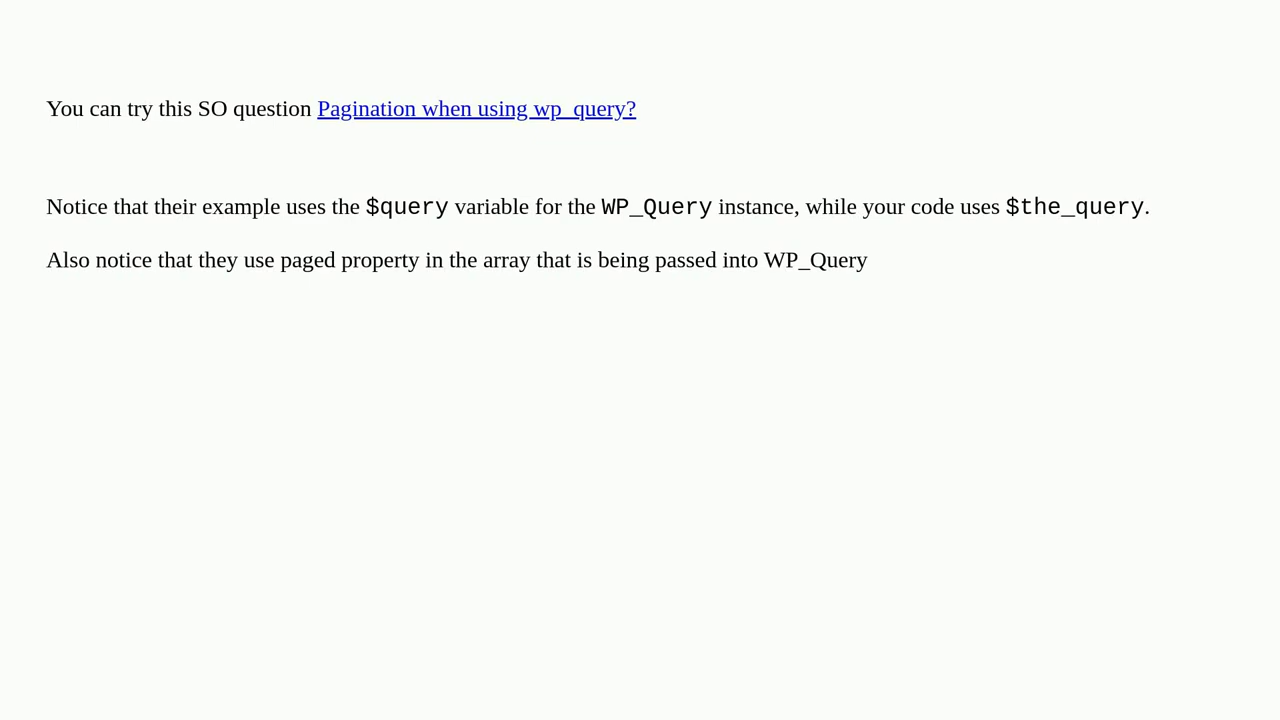 You can try this SO question Pagination when using wp_query?
Notice that their example uses the $query variable for the WP_Query instance, while your code uses $the_query.
Also notice that they use paged property in the array that is being passed into WP_Query